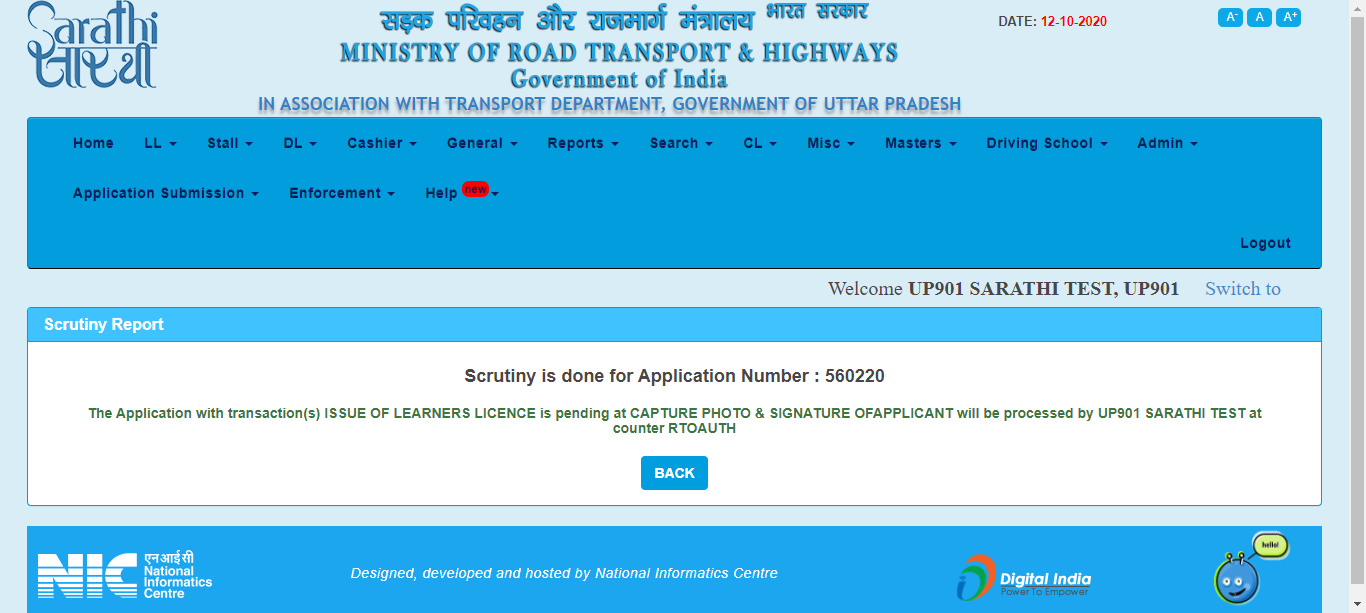 Sarathi
सारथी
सड़क परिवहन और राजमार्ग मंत्रालय भारत सरकार
MINISTRY OF ROAD TRANSPORT & HIGHWAYS
Government of India
IN ASSOCIATION WITH TRANSPORT DEPARTMENT, GOVERNMENT OF UTTAR PRADESH
DATE: 12-10-2020
A- A A+
Home LL Stall DL Cashier General Reports Search CL Misc Masters Driving School Admin
Application Submission Enforcement Help new
Logout
Welcome UP901 SARATHI TEST, UP901 Switch to
Scrutiny Report
Scrutiny is done for Application Number : 560220
The Application with transaction(s) ISSUE OF LEARNERS LICENCE is pending at CAPTURE PHOTO & SIGNATURE OFAPPLICANT will be processed by UP901 SARATHI TEST at
counter RTOAUTH
BACK
NIC
एन आई सी
National
Informatics
Centre
Designed, developed and hosted by National Informatics Centre
Digital India
Power To Empower
hello!